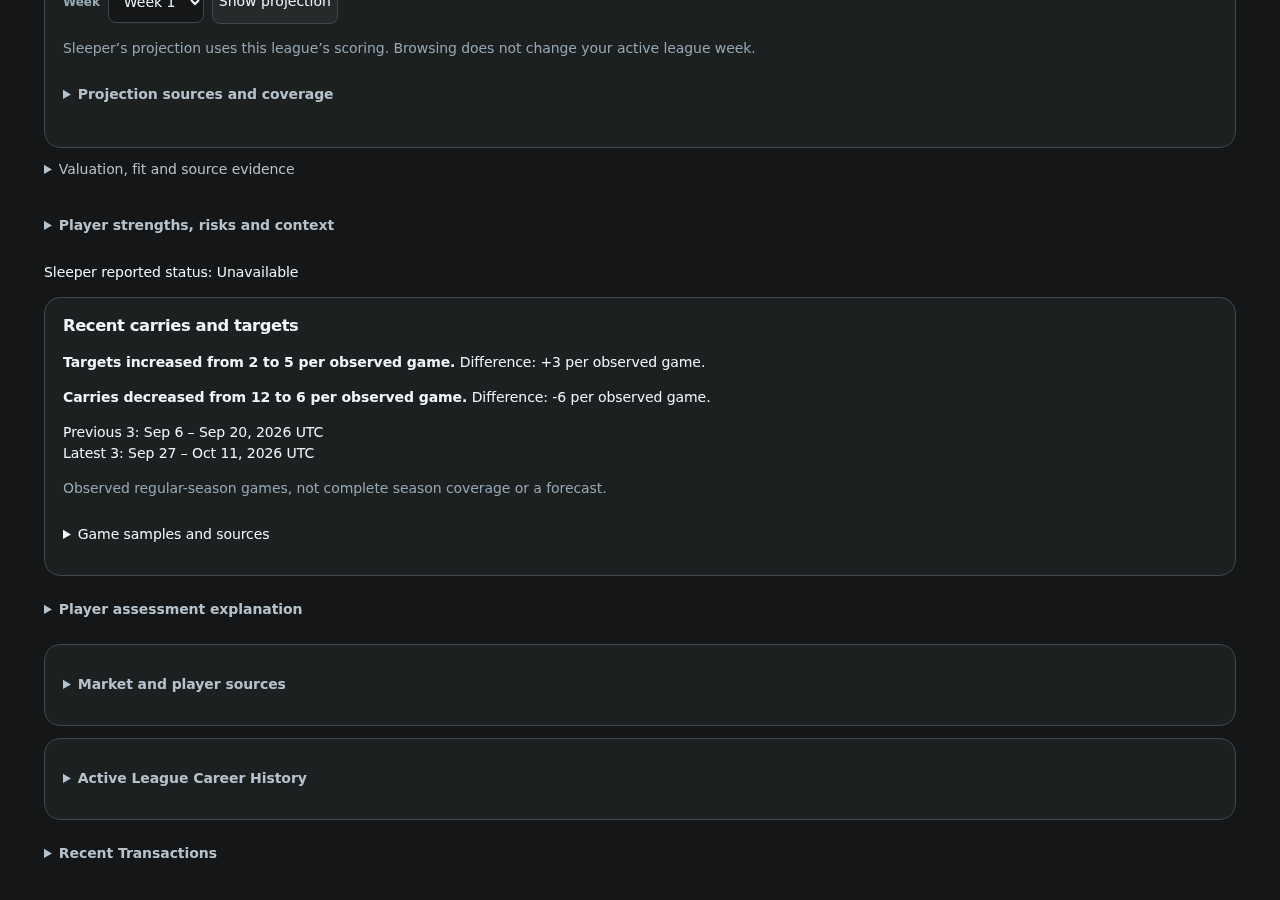 Week Week 1 Show projection
Sleeper’s projection uses this league’s scoring. Browsing does not change your active league week.
Projection sources and coverage
Valuation, fit and source evidence
Player strengths, risks and context
Sleeper reported status: Unavailable
Recent carries and targets
Targets increased from 2 to 5 per observed game. Difference: +3 per observed game.
Carries decreased from 12 to 6 per observed game. Difference: -6 per observed game.
Previous 3: Sep 6 – Sep 20, 2026 UTC
Latest 3: Sep 27 – Oct 11, 2026 UTC
Observed regular-season games, not complete season coverage or a forecast.
Game samples and sources
Player assessment explanation
Market and player sources
Active League Career History
Recent Transactions